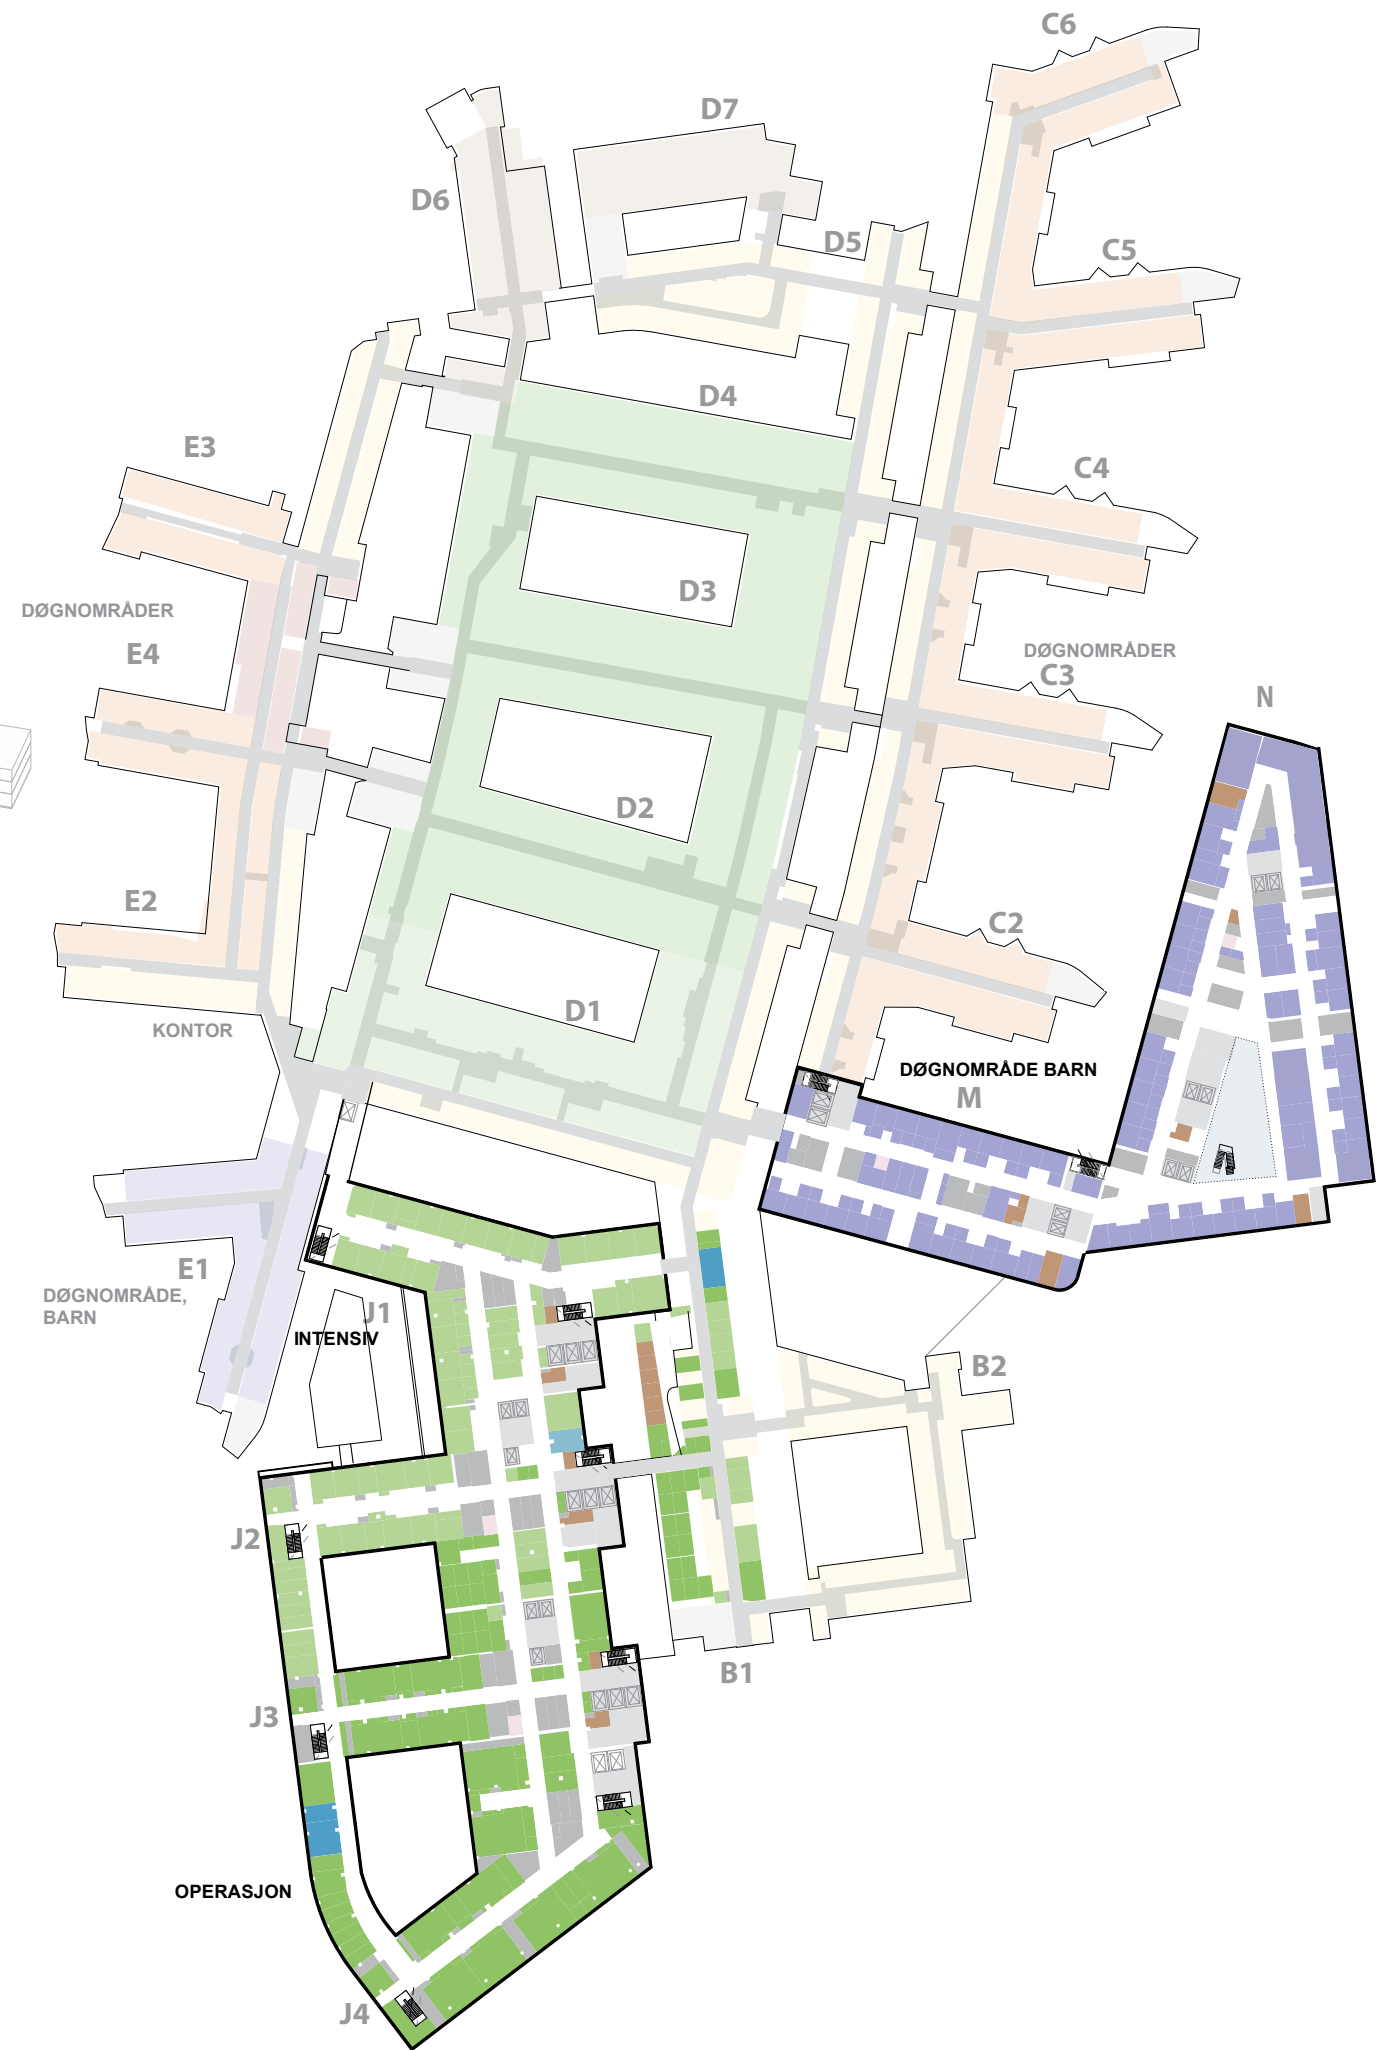 C6
D7
D6
D5
C5
D4
E3
C4
D3
DØGNOMRÅDER
E4
DØGNOMRÅDER
C3
N
D2
E2
C2
D1
KONTOR
DØGNOMRÅDE BARN
M
E1
DØGNOMRÅDE,
BARN
J1
INTENSIV
B2
J2
B1
J3
OPERASJON
J4